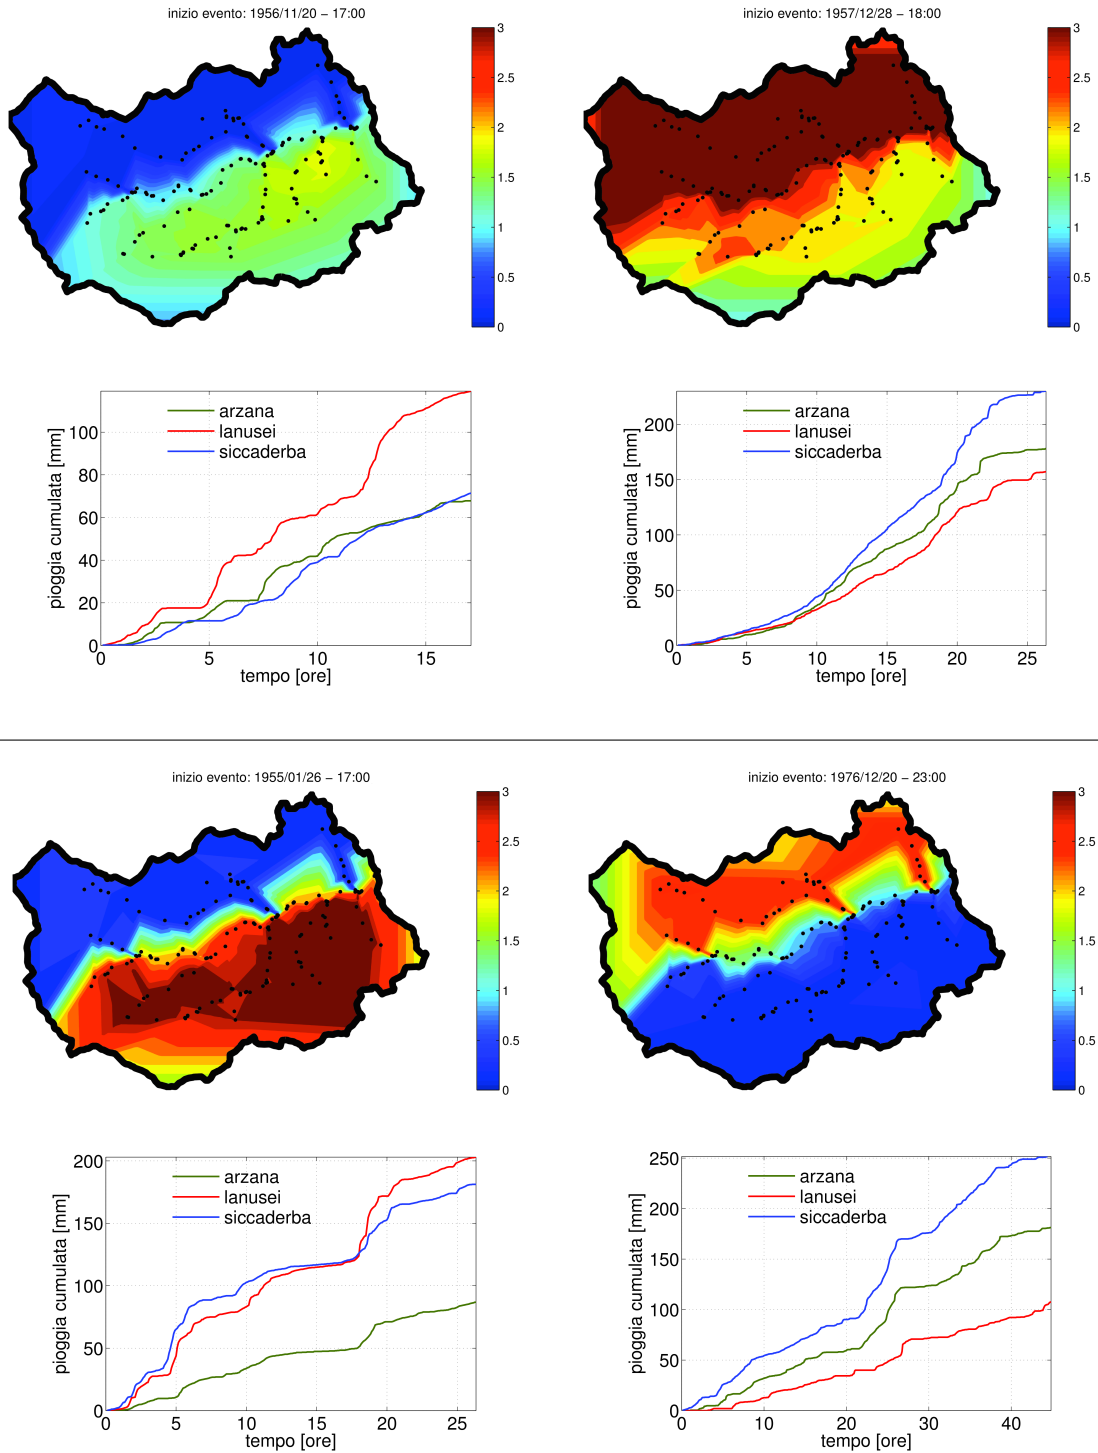 inizio evento: 1956/11/20 − 17:00
3
2.5
2
1.5
1
0.5
0
inizio evento: 1957/12/28 − 18:00
3
2.5
2
1.5
1
0.5
0
pioggia cumulata [mm]
100
80
60
40
20
0
arzana
lanusei
siccaderba
0 5 10 15
tempo [ore]
pioggia cumulata [mm]
200
150
100
50
0
arzana
lanusei
siccaderba
0 5 10 15 20 25
tempo [ore]
inizio evento: 1955/01/26 − 17:00
3
2.5
2
1.5
1
0.5
0
inizio evento: 1976/12/20 − 23:00
3
2.5
2
1.5
1
0.5
0
pioggia cumulata [mm]
200
150
100
50
0
arzana
lanusei
siccaderba
0 5 10 15 20 25
tempo [ore]
pioggia cumulata [mm]
250
200
150
100
50
0
arzana
lanusei
siccaderba
0 10 20 30 40
tempo [ore]